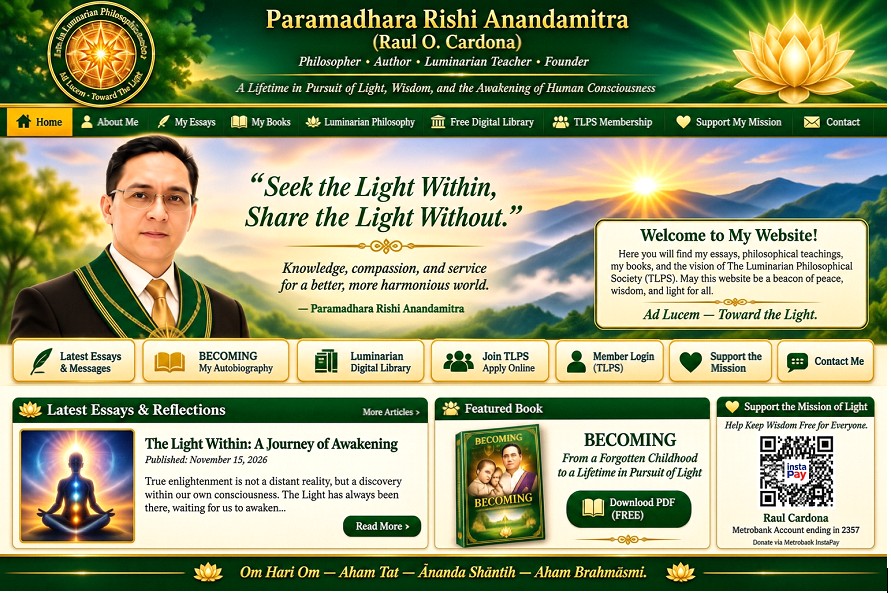 Paramadhara Rishi Anandamitra
(Raul O. Cardona)
Philosopher • Author • Luminarian Teacher • Founder
A Lifetime in Pursuit of Light, Wisdom, and the Awakening of Human Consciousness
Luminarian Philosophical
Ad Lucem • Toward The Light
Home
About Me
My Essays
My Books
Luminarian Philosophy
Free Digital Library
TLPS Membership
Support My Mission
Contact
“Seek the Light Within,
Share the Light Without.”
Knowledge, compassion, and service
for a better, more harmonious world.
— Paramadhara Rishi Anandamitra
Welcome to My Website!
Here you will find my essays, philosophical teachings,
my books, and the vision of The Luminarian Philosophical
Society (TLPS). May this website be a beacon of peace,
wisdom, and light for all.
Ad Lucem — Toward the Light.
Latest Essays
& Messages
BECOMING
My Autobiography
Luminarian
Digital Library
Join TLPS
Apply Online
Member Login
(TLPS)
Support the
Mission
Contact Me
Latest Essays & Reflections
More Articles >
The Light Within: A Journey of Awakening
Published: November 15, 2026
True enlightenment is not a distant reality, but a discovery
within our own consciousness. The Light has always been
there, waiting for us to awaken...
Read More >
Featured Book
BECOMING
BECOMING
BECOMING
From a Forgotten Childhood
to a Lifetime in Pursuit of Light
Download PDF
(FREE)
Support the Mission of Light
Help Keep Wisdom Free for Everyone.
insta
Pay
Raul Cardona
Metrobank Account ending in 2357
Donate via Metrobank InstaPay
Om Hari Om — Aham Tat — Ānanda Shāntih — Aham Brahmāsmi.